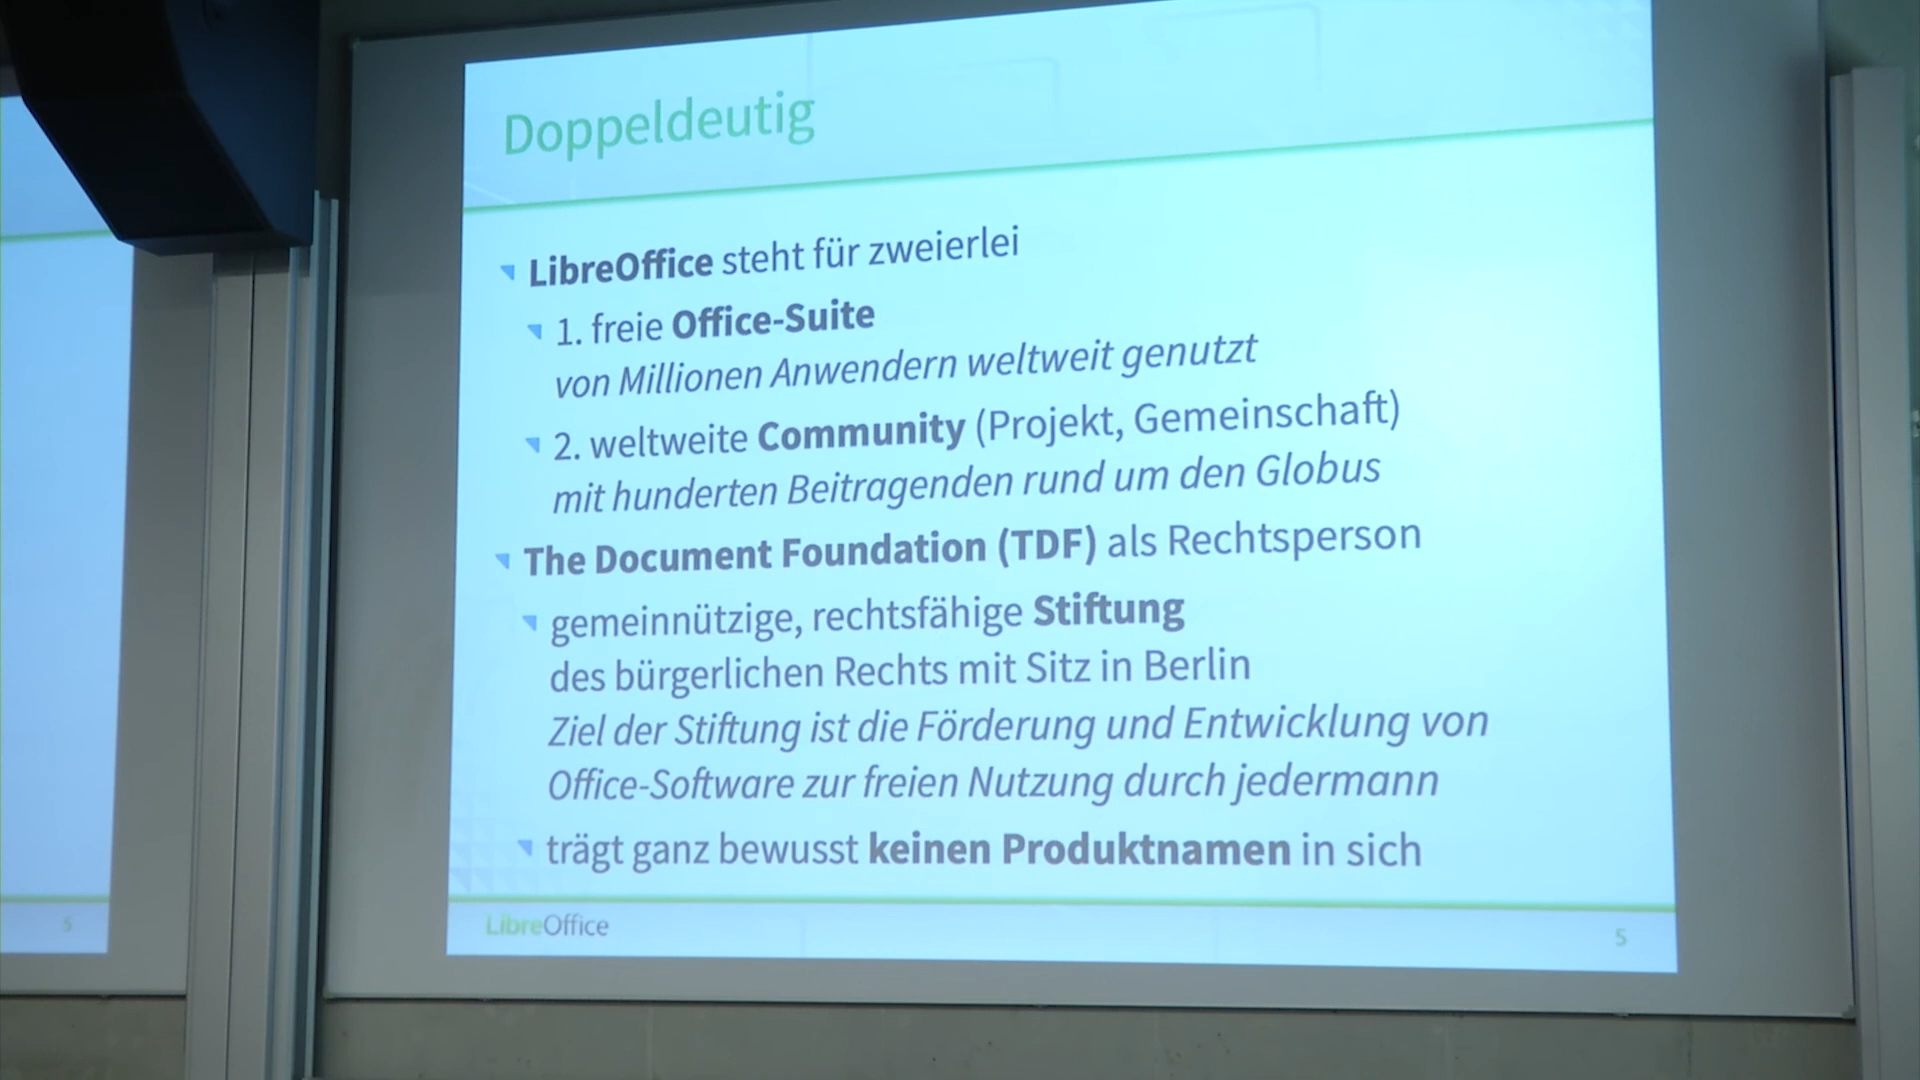 Doppeldeutig
LibreOffice steht für zweierlei
1. freie Office-Suite
von Millionen Anwendern weltweit genutzt
2. weltweite Community (Projekt, Gemeinschaft)
mit hunderten Beitragenden rund um den Globus
The Document Foundation (TDF) als Rechtsperson
gemeinnützige, rechtsfähige Stiftung
des bürgerlichen Rechts mit Sitz in Berlin
Ziel der Stiftung ist die Förderung und Entwicklung von
Office-Software zur freien Nutzung durch jedermann
trägt ganz bewusst keinen Produktnamen in sich
LibreOffice
5
5